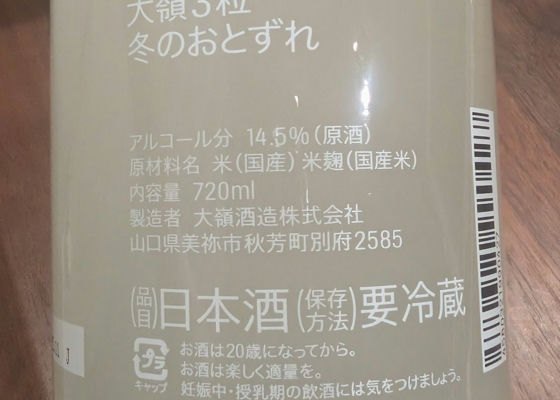 大嶺3粒
冬のおとずれ
アルコール分 14.5%(原酒)
原材料名 米(国産)米麹(国産米)
内容量 720ml
製造者 大嶺酒造株式会社
山口県美祢市秋芳町別府2585
(品目)日本酒(保存方法)要冷蔵
プラ
キャップ
お酒は20歳になってから。
お酒は楽しく適量を。
妊娠中・授乳期の飲酒には気をつけましょう。